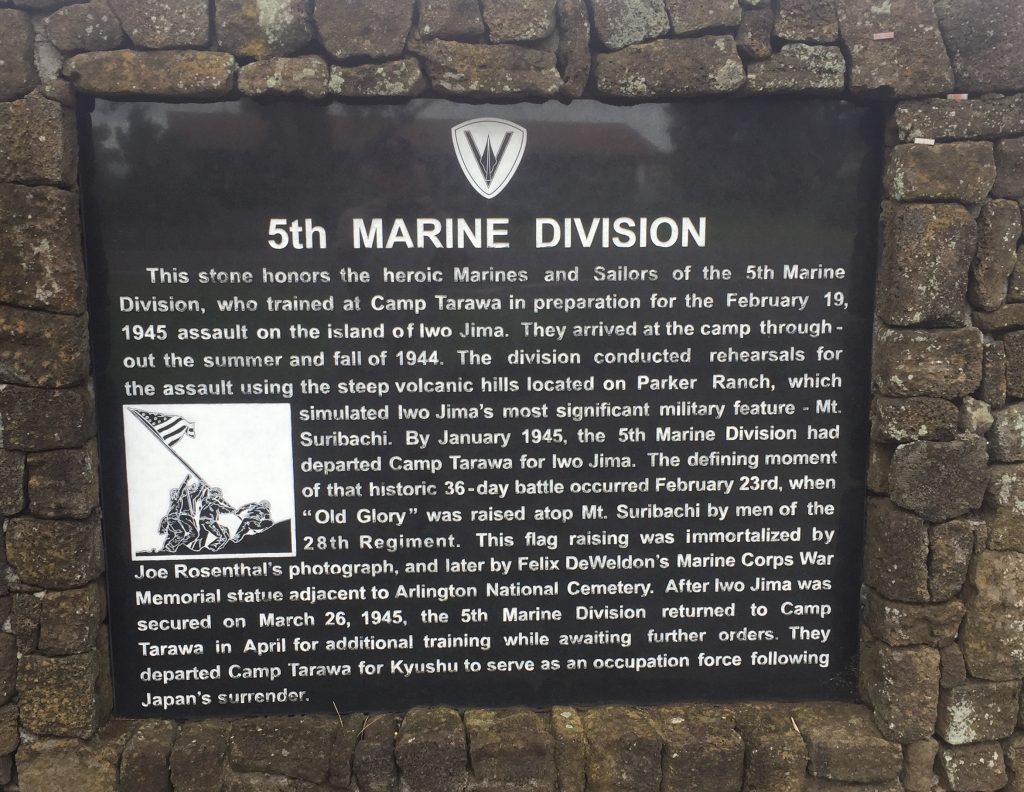 5th MARINE DIVISION
This stone honors the heroic Marines and Sailors of the 5th Marine
Division, who trained at Camp Tarawa in preparation for the February 19,
1945 assault on the island of Iwo Jima. They arrived at the camp through-
out the summer and fall of 1944. The division conducted rehearsals for
the assault using the steep volcanic hills located on Parker Ranch, which
simulated Iwo Jima's most significant military feature - Mt.
Suribachi. By January 1945, the 5th Marine Division had
departed Camp Tarawa for Iwo Jima. The defining moment
of that historic 36-day battle occurred February 23rd, when
“Old Glory” was raised atop Mt. Suribachi by men of the
28th Regiment. This flag raising was immortalized by
Joe Rosenthal's photograph, and later by Felix DeWeldon's Marine Corps War
Memorial statue adjacent to Arlington National Cemetery. After Iwo Jima was
secured on March 26, 1945, the 5th Marine Division returned to Camp
Tarawa in April for additional training while awaiting further orders. They
departed Camp Tarawa for Kyushu to serve as an occupation force following
Japan's surrender.